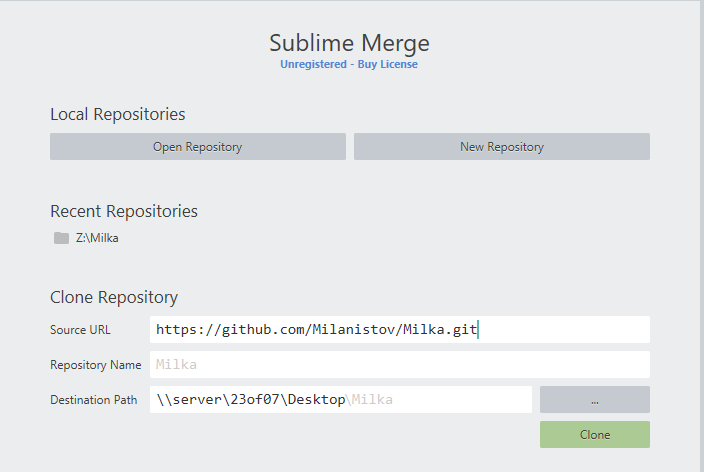 Sublime Merge
Unregistered - Buy License
Local Repositories
Open Repository
New Repository
Recent Repositories
Z:\Milka
Clone Repository
Source URL https://github.com/Milanistov/Milka.git
Repository Name Milka
Destination Path \\server\23of07\Desktop\Milka ...
Clone